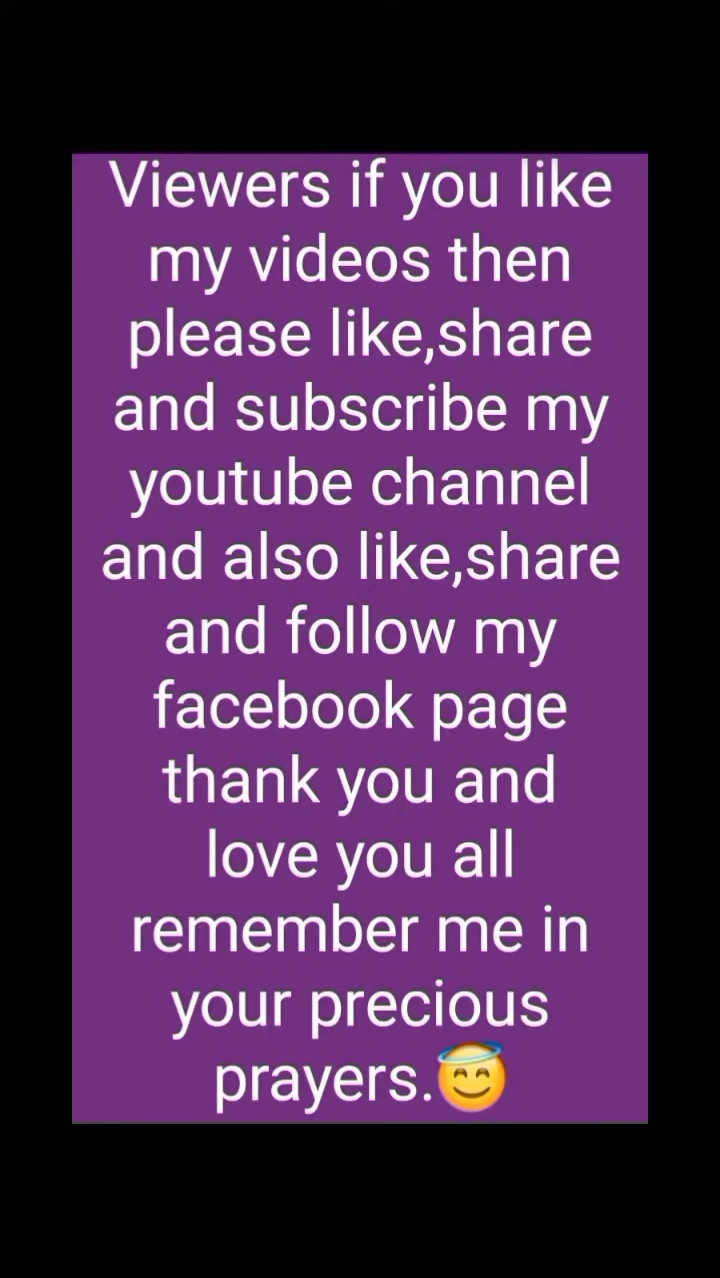 Viewers if you like
my videos then
please like,share
and subscribe my
youtube channel
and also like,share
and follow my
facebook page
thank you and
love you all
remember me in
your precious
prayers.😇